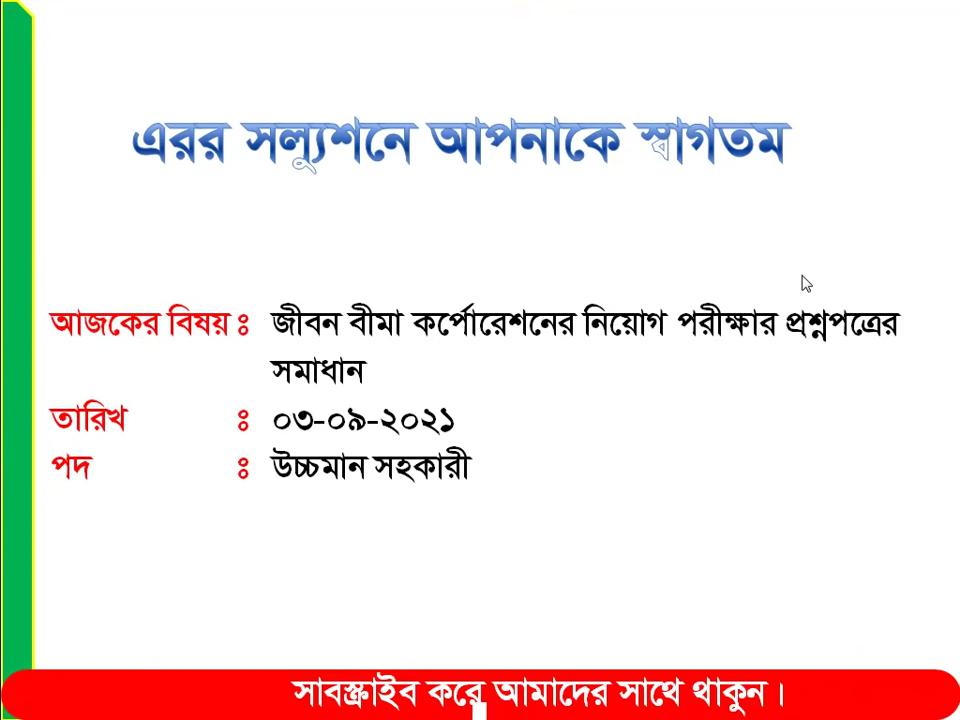 এরর সল্যুশনে আপনাকে স্বাগতম
আজকের বিষয় ঃ জীবন বীমা কর্পোরেশনের নিয়োগ পরীক্ষার প্রশ্নপত্রের
সমাধান
তারিখ ঃ ০৩-০৯-২০২১
পদ ঃ উচ্চমান সহকারী
সাবস্ক্রাইব করে আমাদের সাথে থাকুন।